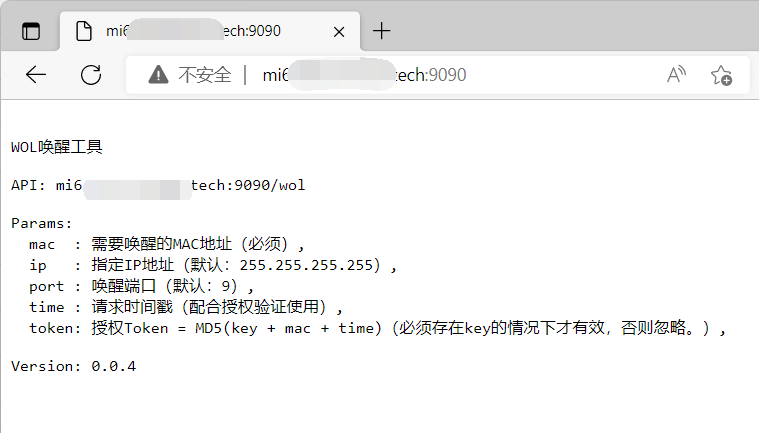 mi6 ech:9090
不安全 mi6 tech:9090
WOL唤醒工具
API: mi6 tech:9090/wol
Params:
mac : 需要唤醒的MAC地址（必须）,
ip : 指定IP地址（默认：255.255.255.255）,
port : 唤醒端口（默认：9）,
time : 请求时间戳（配合授权验证使用）,
token: 授权Token = MD5(key + mac + time)（必须存在key的情况下才有效，否则忽略。）,
Version: 0.0.4